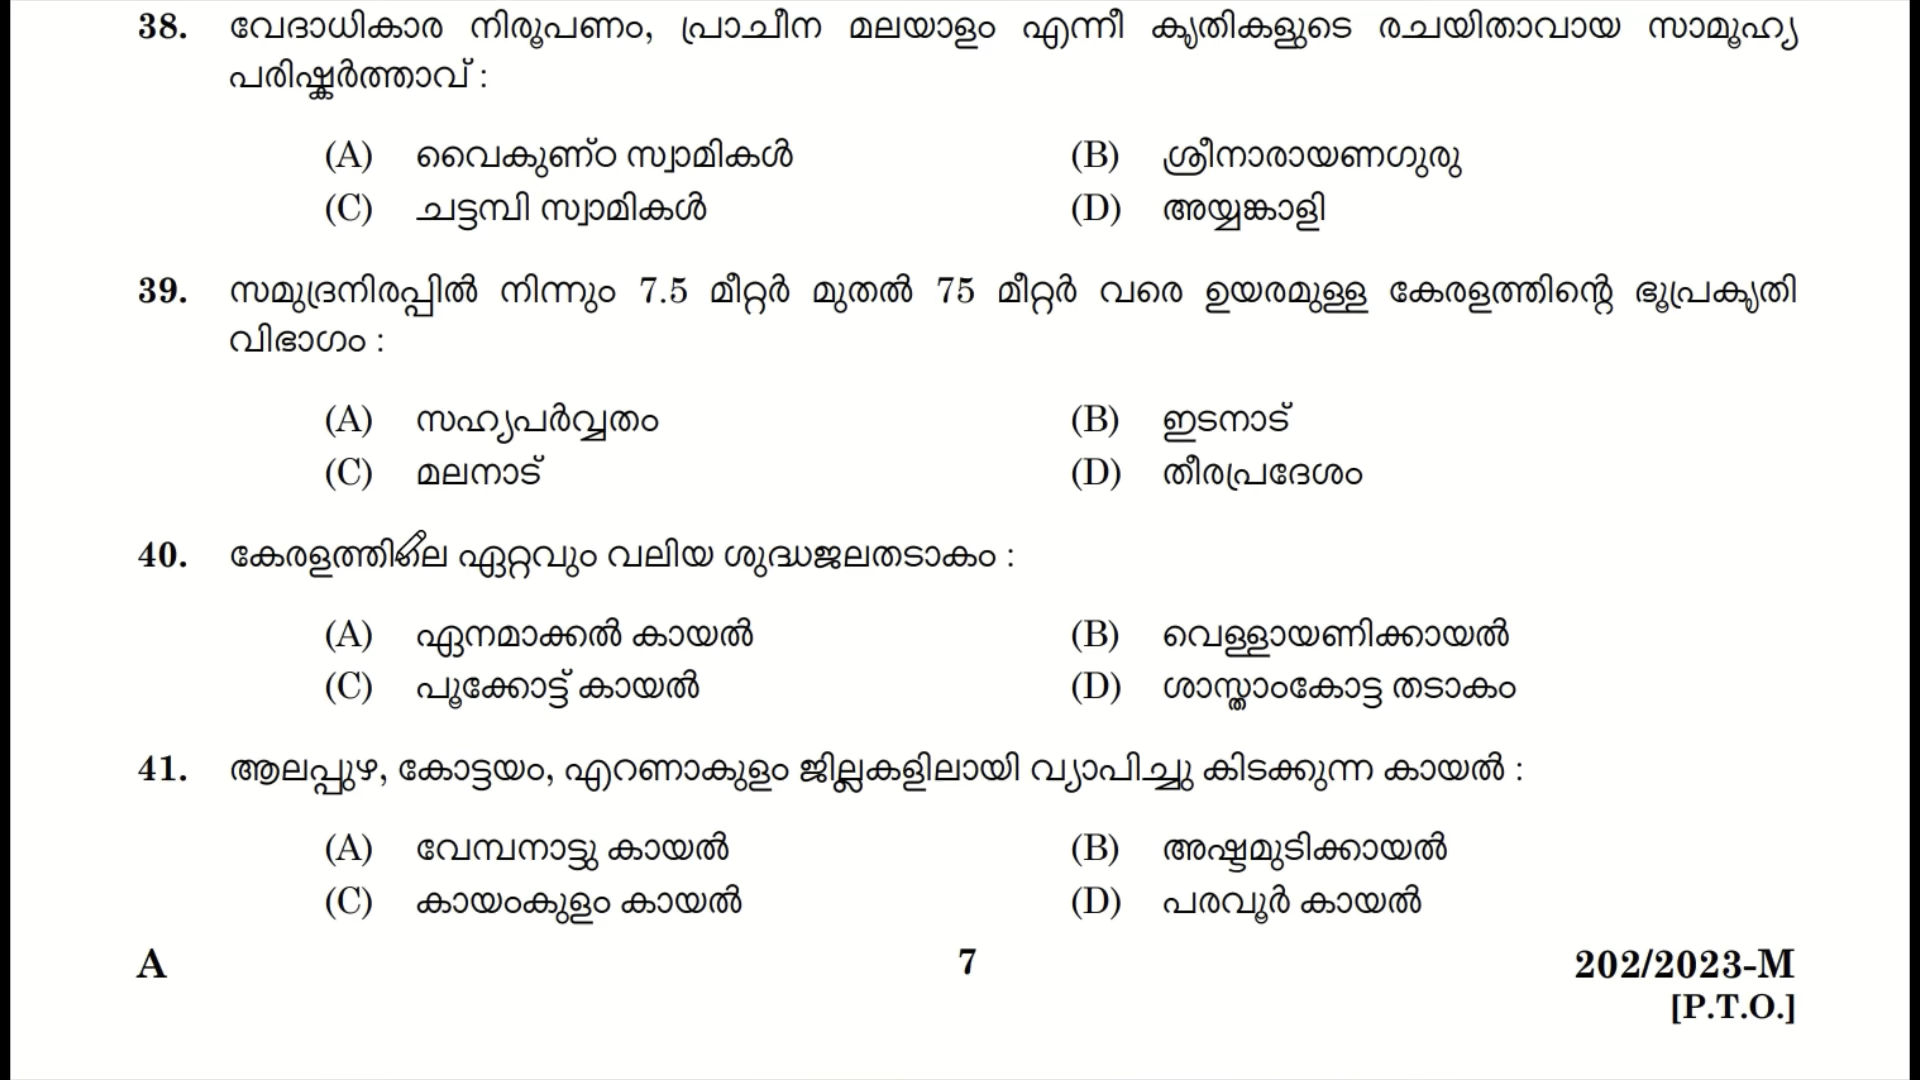 38. വേദാധികാര നിരൂപണം, പ്രാചീന മലയാളം എന്നീ കൃതികളുടെ രചയിതാവായ സാമൂഹ്യ
പരിഷ്കർത്താവ് :
(A) വൈകുണ്ഠ സ്വാമികൾ (B) ശ്രീനാരായണഗുരു
(C) ചട്ടമ്പി സ്വാമികൾ (D) അയ്യങ്കാളി
39. സമുദ്രനിരപ്പിൽ നിന്നും 7.5 മീറ്റർ മുതൽ 75 മീറ്റർ വരെ ഉയരമുള്ള കേരളത്തിന്റെ ഭൂപ്രകൃതി
വിഭാഗം :
(A) സഹ്യപർവ്വതം (B) ഇടനാട്
(C) മലനാട് (D) തീരപ്രദേശം
40. കേരളത്തിലെ ഏറ്റവും വലിയ ശുദ്ധജലതടാകം :
(A) ഏനമാക്കൽ കായൽ (B) വെള്ളായണിക്കായൽ
(C) പൂക്കോട്ട് കായൽ (D) ശാസ്താംകോട്ട തടാകം
41. ആലപ്പുഴ, കോട്ടയം, എറണാകുളം ജില്ലകളിലായി വ്യാപിച്ചു കിടക്കുന്ന കായൽ :
(A) വേമ്പനാട്ടു കായൽ (B) അഷ്ടമുടിക്കായൽ
(C) കായംകുളം കായൽ (D) പരവൂർ കായൽ
A 7 202/2023-M
[P.T.O.]